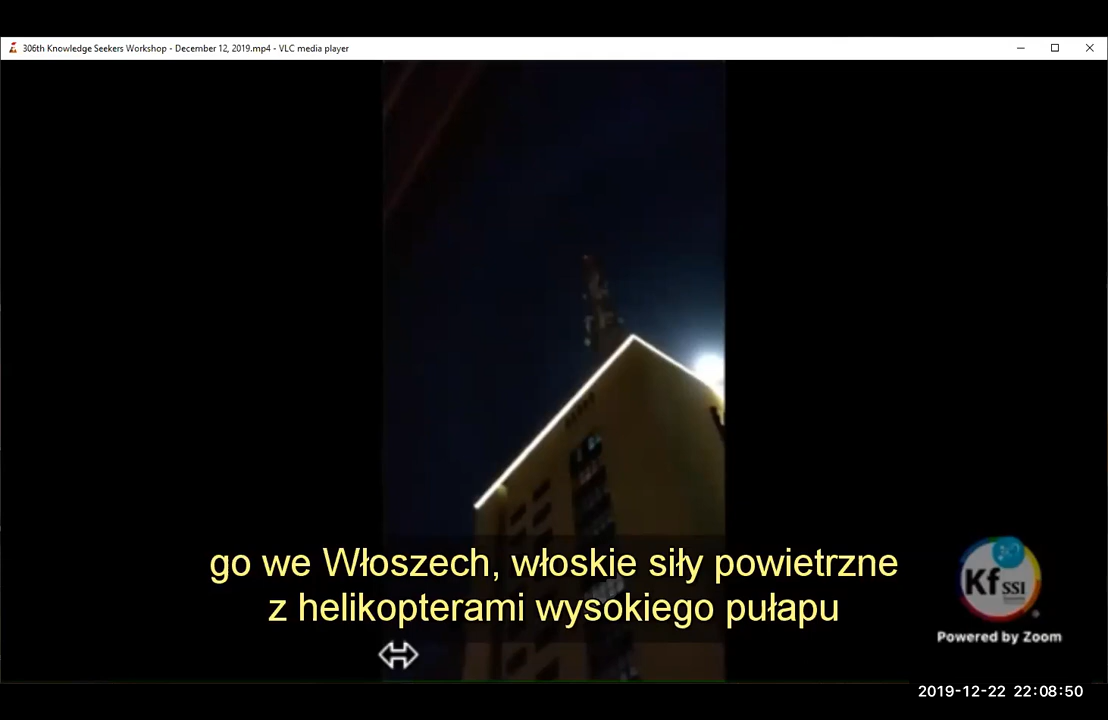 306th Knowledge Seekers Workshop - December 12, 2019.mp4 - VLC media player
go we Włoszech, włoskie siły powietrzne
z helikopterami wysokiego pułapu
Kf SSI
Powered by Zoom
2019-12-22 22:08:50